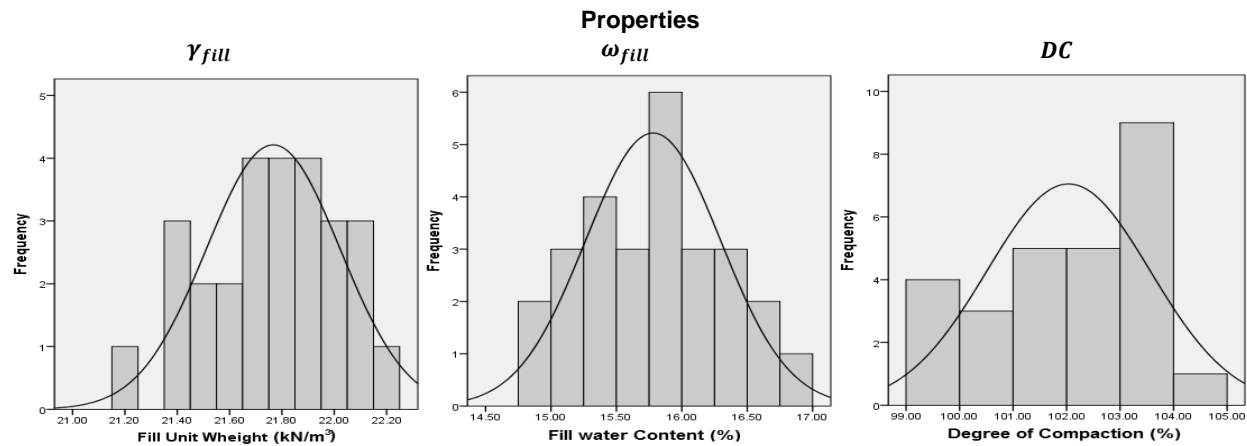 Properties
γ_fill
ω_fill
DC
5
4
3
2
1
0
Frequency
21.00 21.20 21.40 21.60 21.80 22.00 22.20
Fill Unit Wheight (kN/m³)
6
5
4
3
2
1
0
Frequency
14.50 15.00 15.50 16.00 16.50 17.00
Fill water Content (%)
10
8
6
4
2
0
Frequency
99.00 100.00 101.00 102.00 103.00 104.00 105.00
Degree of Compaction (%)